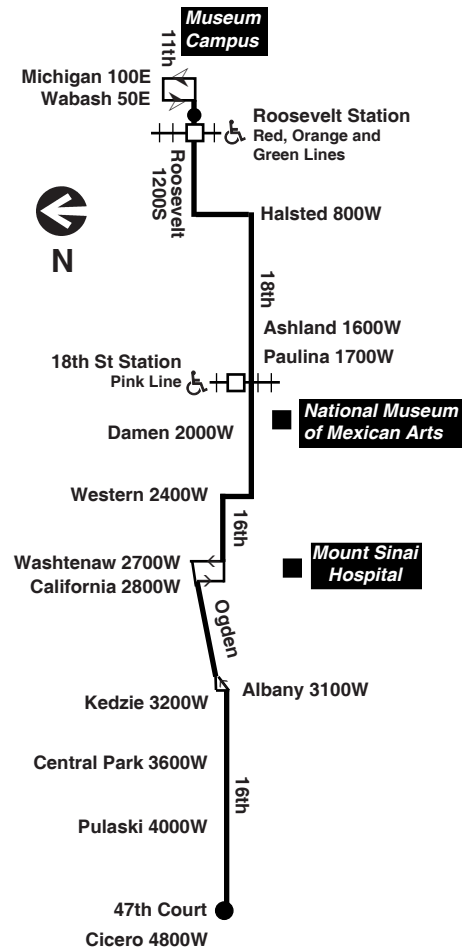 Museum
Campus
11th
Michigan 100E
Wabash 50E
Roosevelt Station
Red, Orange and
Green Lines
Roosevelt
1200S
N
Halsted 800W
18th
Ashland 1600W
Paulina 1700W
18th St Station
Pink Line
National Museum
of Mexican Arts
Damen 2000W
Western 2400W
16th
Washtenaw 2700W
California 2800W
Mount Sinai
Hospital
Ogden
Albany 3100W
Kedzie 3200W
Central Park 3600W
16th
Pulaski 4000W
47th Court
Cicero 4800W